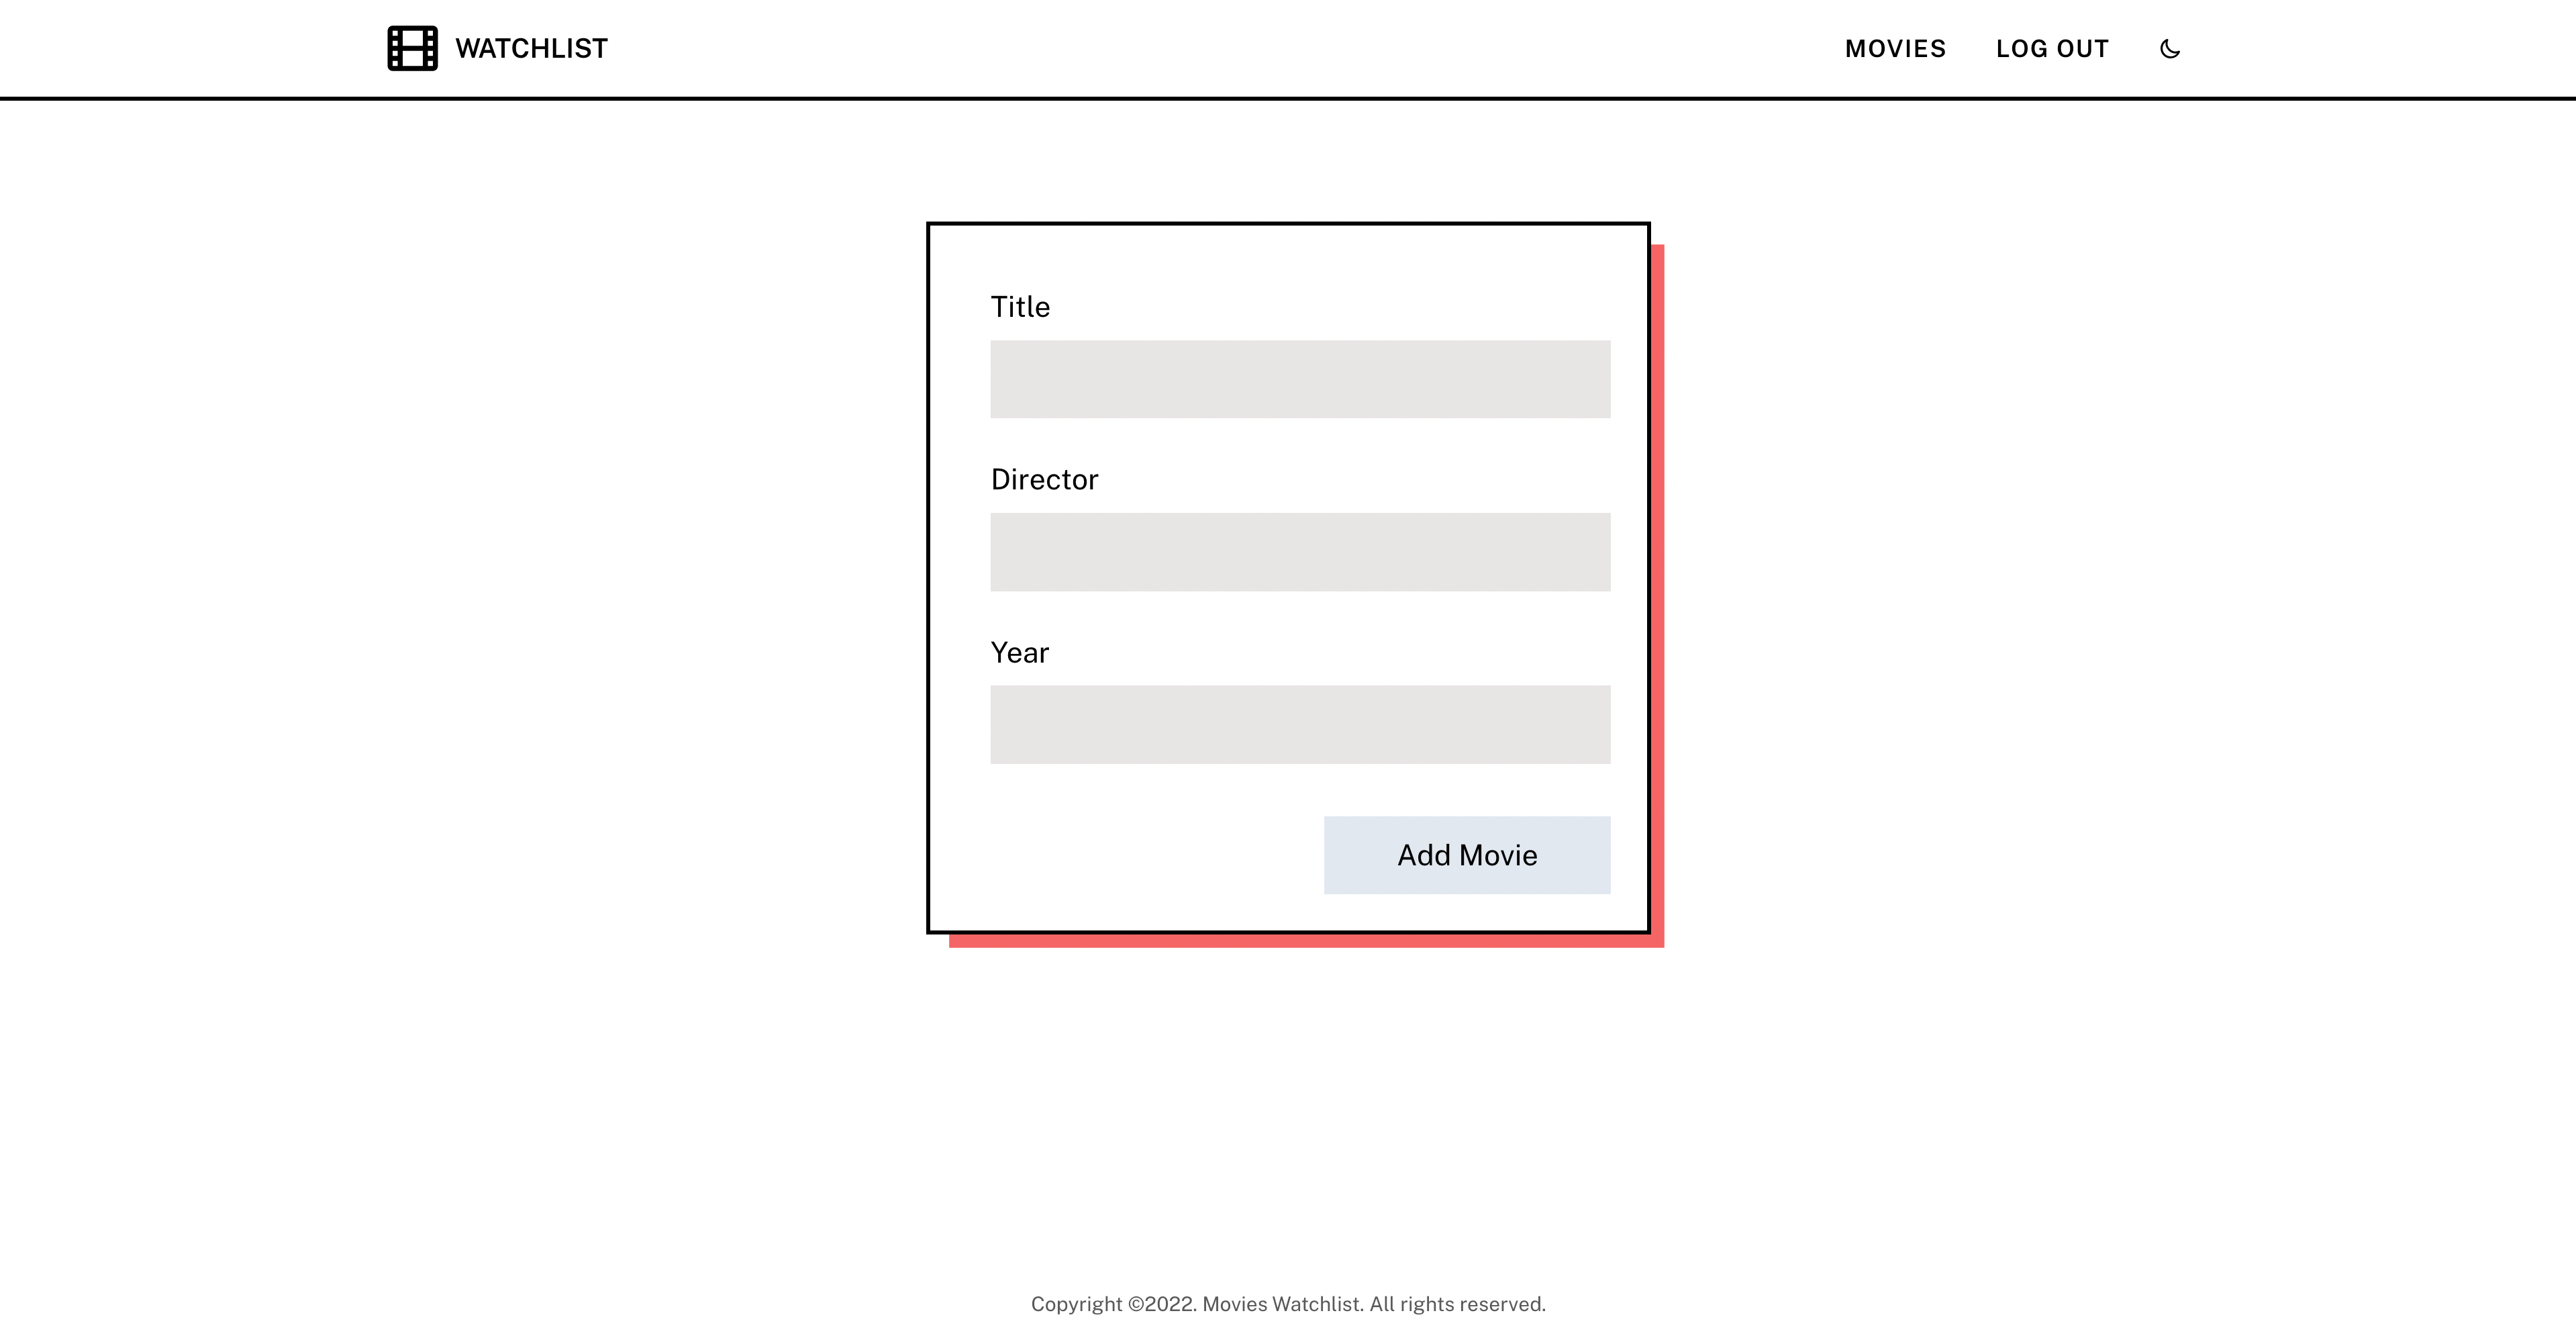 WATCHLIST
MOVIES LOG OUT
Title
Director
Year
Add Movie
Copyright ©2022. Movies Watchlist. All rights reserved.